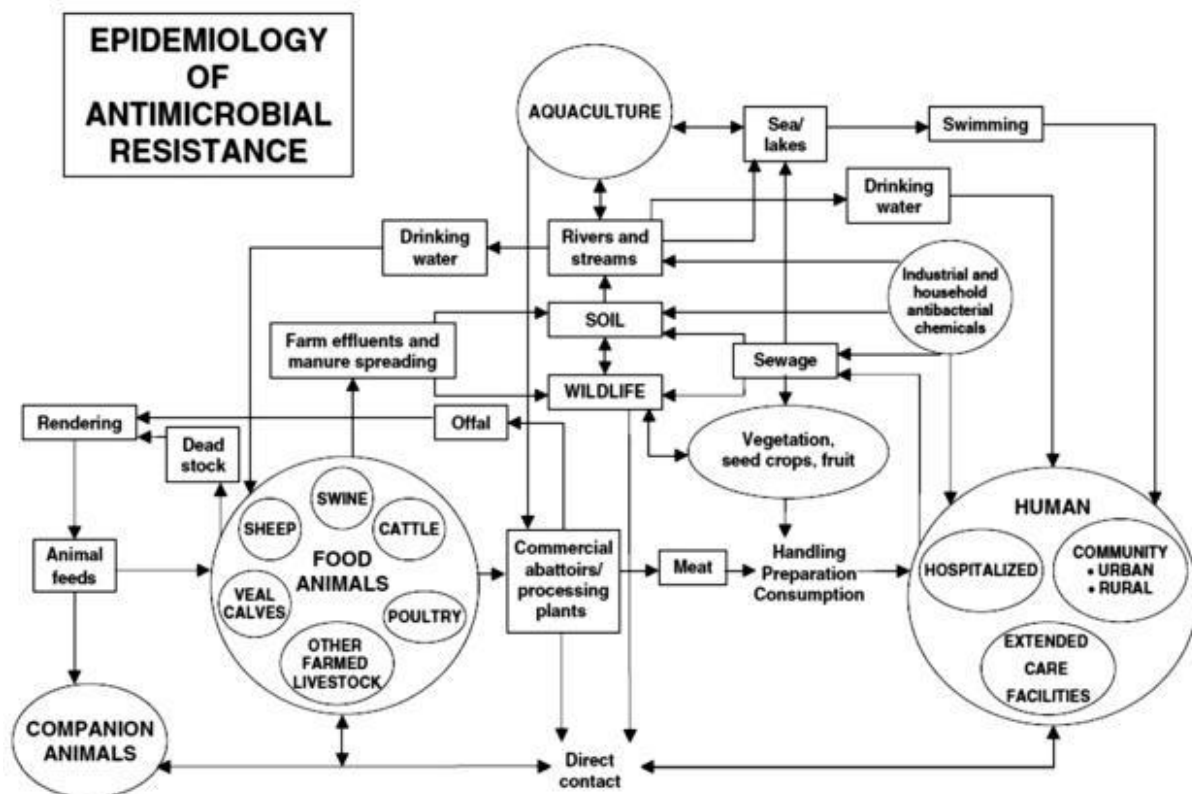 EPIDEMIOLOGY
OF
ANTIMICROBIAL
RESISTANCE
AQUACULTURE
Sea/
lakes
Swimming
Drinking
water
Drinking
water
Rivers and
streams
Industrial and
household
antibacterial
chemicals
SOIL
Farm effluents and
manure spreading
Sewage
WILDLIFE
Rendering
Offal
Dead
stock
Vegetation,
seed crops, fruit
SWINE
SHEEP
CATTLE
FOOD
ANIMALS
VEAL
CALVES
POULTRY
OTHER
FARMED
LIVESTOCK
Animal
feeds
Commercial
abattoirs/
processing
plants
Meat
Handling
Preparation
Consumption
HUMAN
HOSPITALIZED
COMMUNITY
• URBAN
• RURAL
EXTENDED
CARE
FACILITIES
COMPANION
ANIMALS
Direct
contact